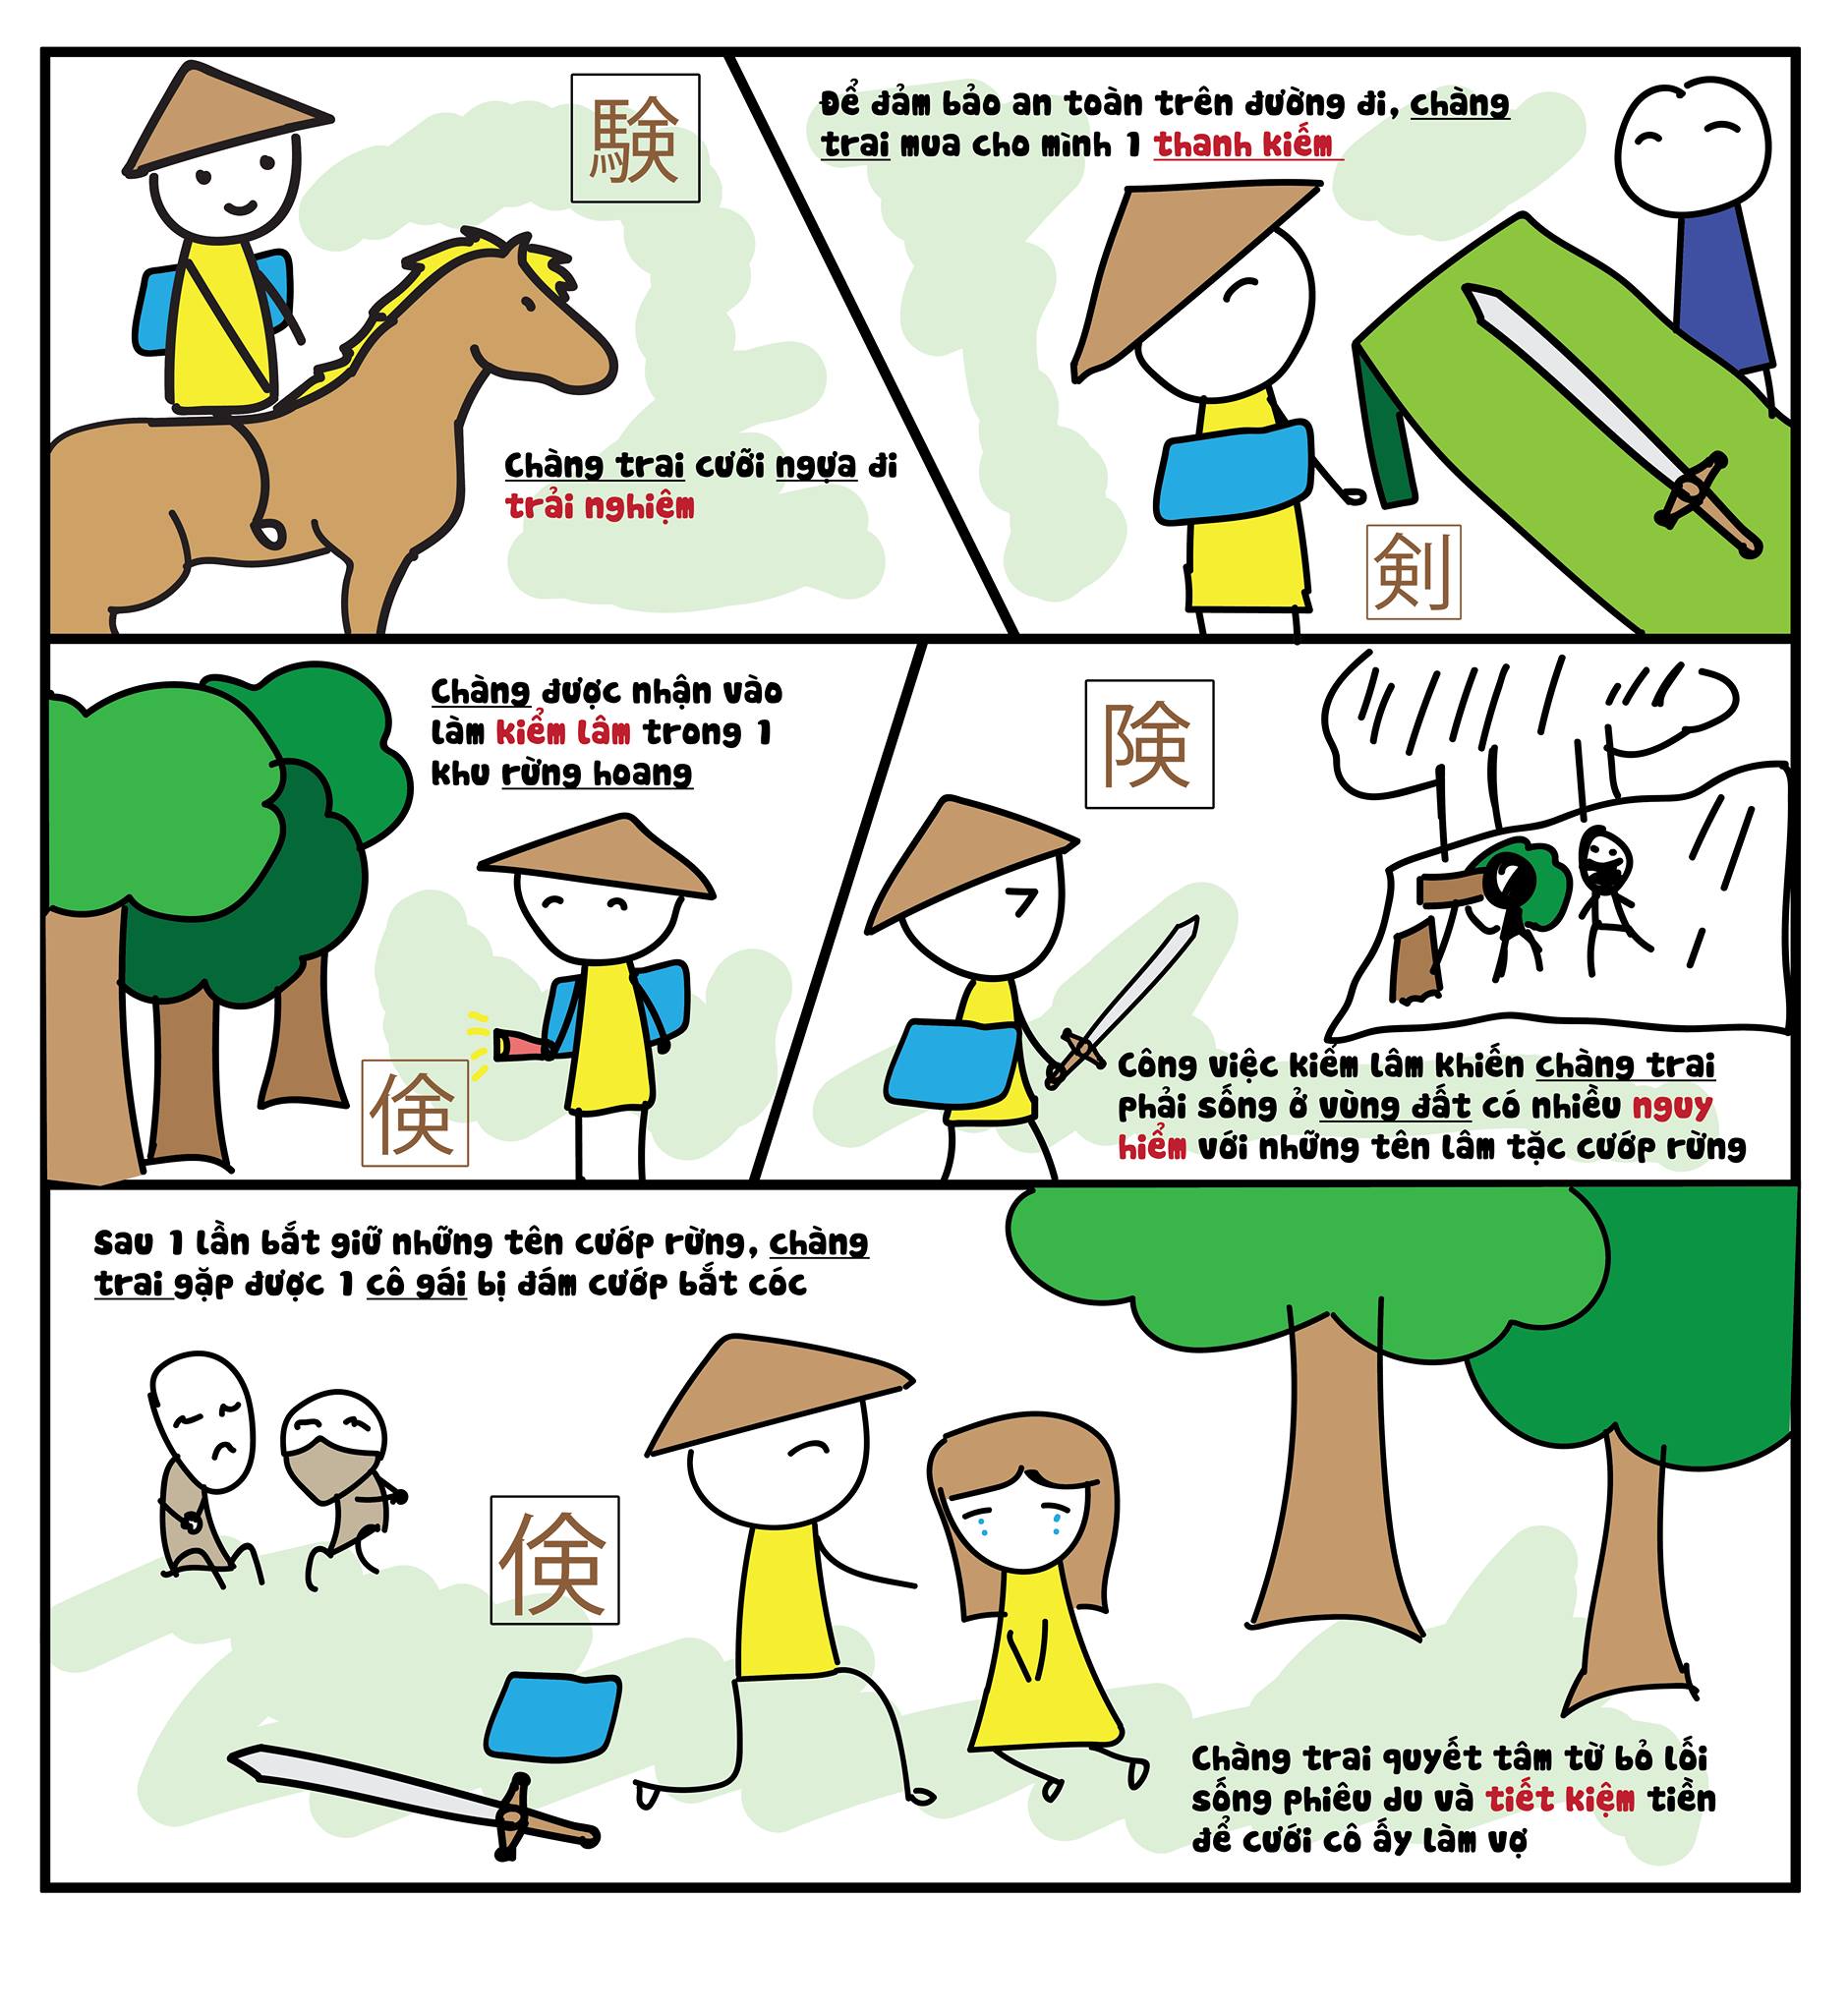 験
Chàng trai cưỡi ngựa đi
trải nghiệm
Để đảm bảo an toàn trên đường đi, chàng
trai mua cho mình 1 thanh kiếm
剣
Chàng được nhận vào
làm kiểm lâm trong 1
khu rừng hoang
倹
険
Công việc kiểm lâm khiến chàng trai
phải sống ở vùng đất có nhiều nguy
hiểm với những tên lâm tặc cướp rừng
Sau 1 lần bắt giữ những tên cướp rừng, chàng
trai gặp được 1 cô gái bị đám cướp bắt cóc
倹
Chàng trai quyết tâm từ bỏ lối
sống phiêu du và tiết kiệm tiền
để cưới cô ấy làm vợ